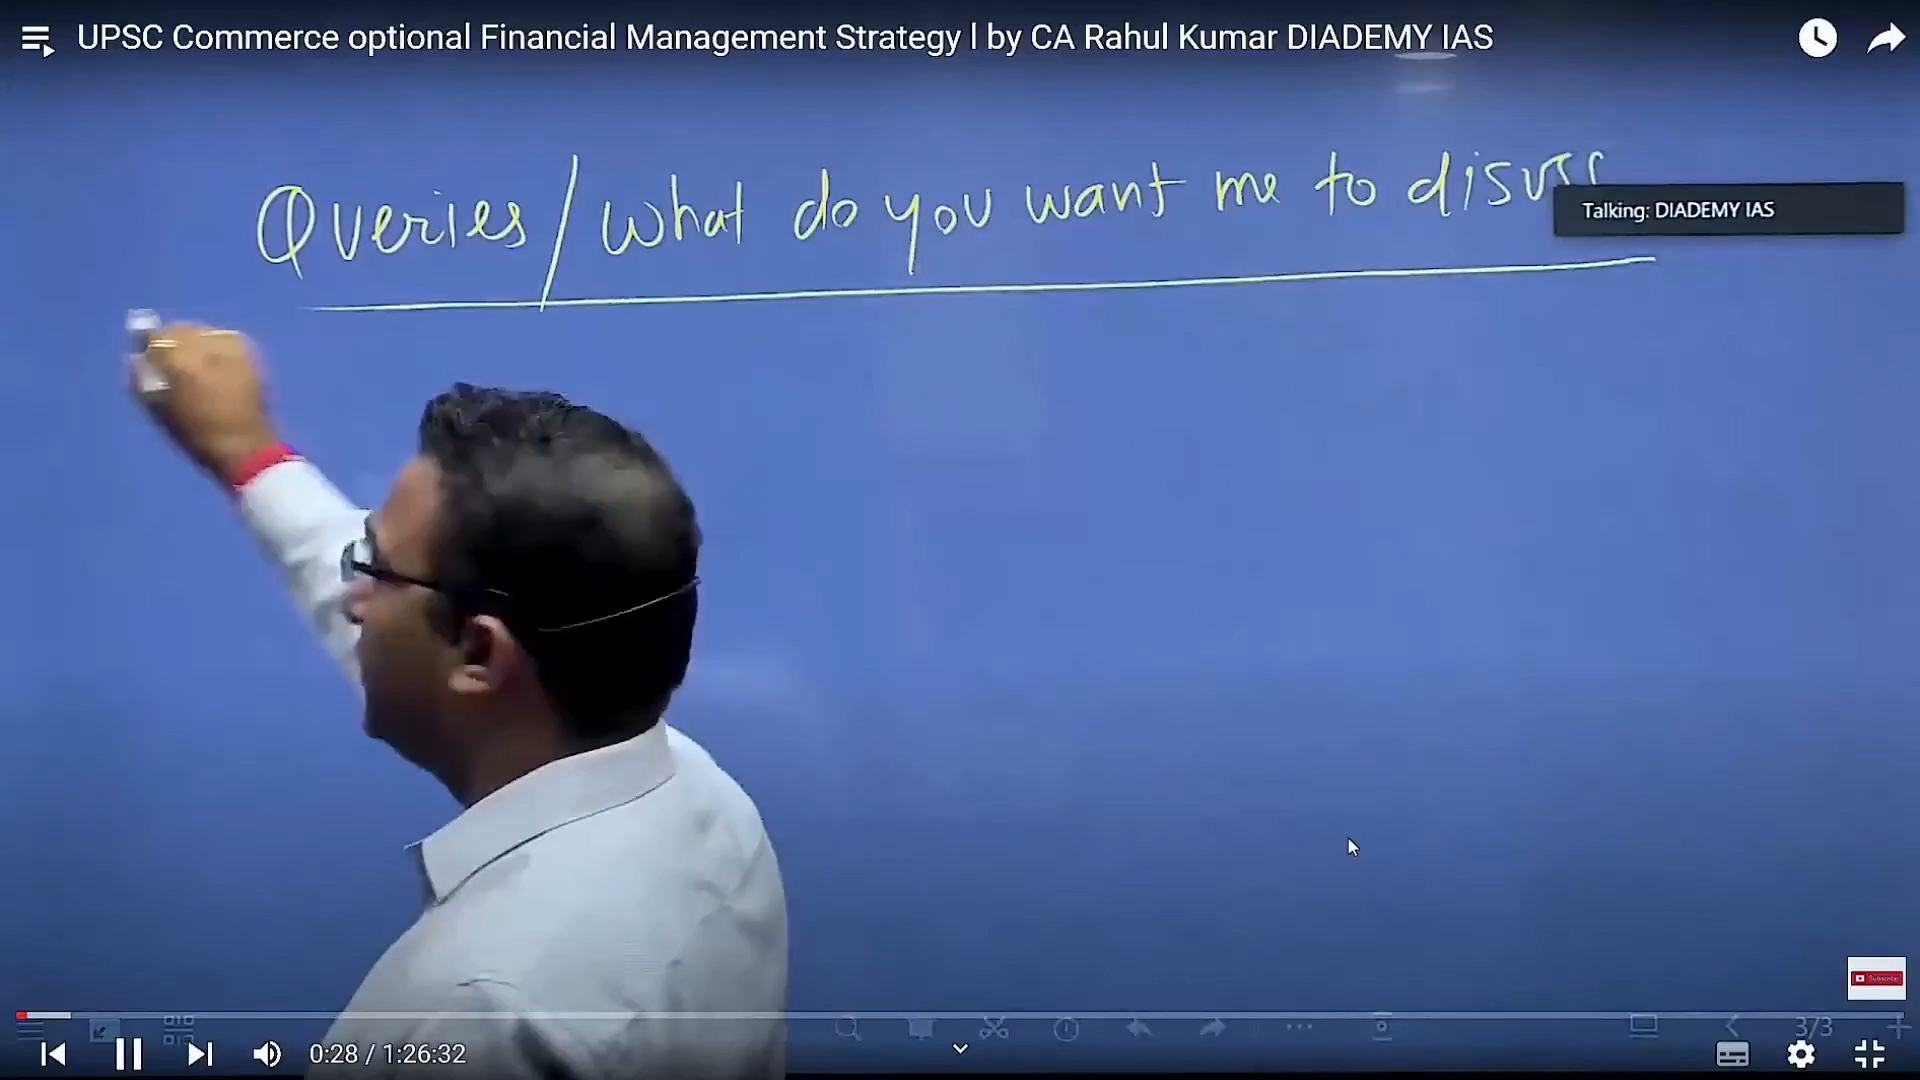 UPSC Commerce optional Financial Management Strategy l by CA Rahul Kumar DIADEMY IAS
Queries/what do you want me to
Talking: DIADEMY IAS
3/3
0:28 / 1:26:32